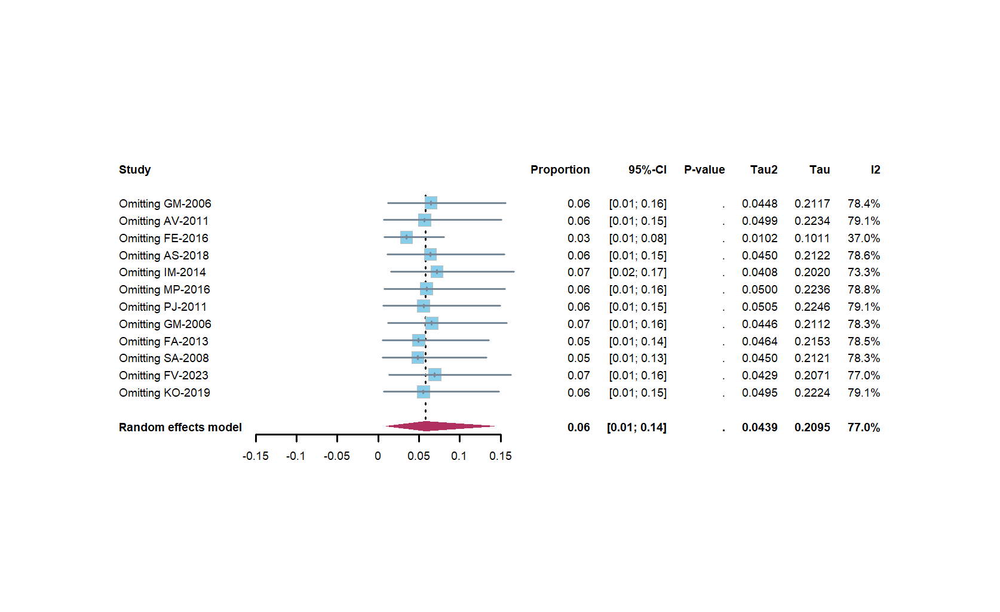 Study Proportion 95%-CI P-value Tau2 Tau I2
Omitting GM-2006 0.06 [0.01; 0.16] . 0.0448 0.2117 78.4%
Omitting AV-2011 0.06 [0.01; 0.15] . 0.0499 0.2234 79.1%
Omitting FE-2016 0.03 [0.01; 0.08] . 0.0102 0.1011 37.0%
Omitting AS-2018 0.06 [0.01; 0.15] . 0.0450 0.2122 78.6%
Omitting IM-2014 0.07 [0.02; 0.17] . 0.0408 0.2020 73.3%
Omitting MP-2016 0.06 [0.01; 0.16] . 0.0500 0.2236 78.8%
Omitting PJ-2011 0.06 [0.01; 0.15] . 0.0505 0.2246 79.1%
Omitting GM-2006 0.07 [0.01; 0.16] . 0.0446 0.2112 78.3%
Omitting FA-2013 0.05 [0.01; 0.14] . 0.0464 0.2153 78.5%
Omitting SA-2008 0.05 [0.01; 0.13] . 0.0450 0.2121 78.3%
Omitting FV-2023 0.07 [0.01; 0.16] . 0.0429 0.2071 77.0%
Omitting KO-2019 0.06 [0.01; 0.15] . 0.0495 0.2224 79.1%
Random effects model 0.06 [0.01; 0.14] . 0.0439 0.2095 77.0%
-0.15 -0.1 -0.05 0 0.05 0.1 0.15